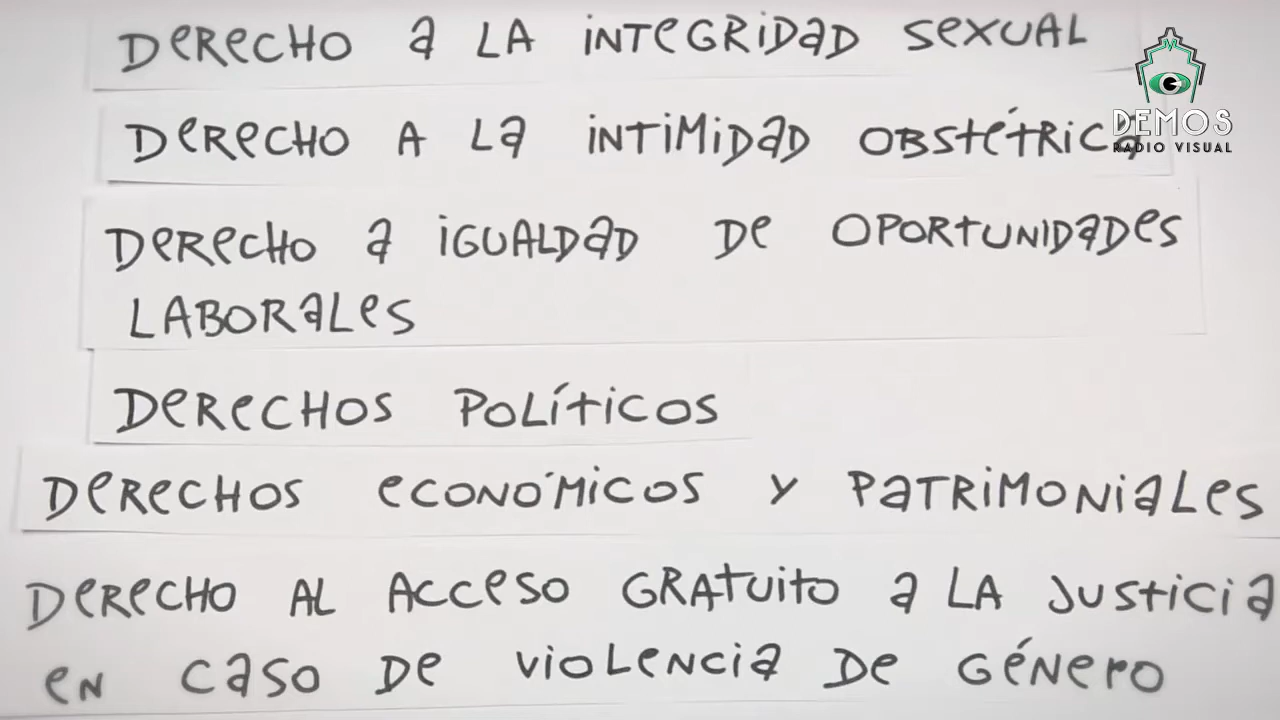 DERECHO a LA INTEGRIDAD SEXUAL
DERECHO A La INTIMIDAD OBSTÉTRICA
DERECHO a IGUALDAD DE OPORTUNIDADES
LABORALES
DERECHOS POLÍTICOS
DERECHOS ECONÓMICOS Y PATRIMONIALES
DERECHO AL ACCESO GRATUITO a LA JUSTICIA
EN CASO DE VIOLENCIA DE GÉNERO
DEMOS
RADIO VISUAL